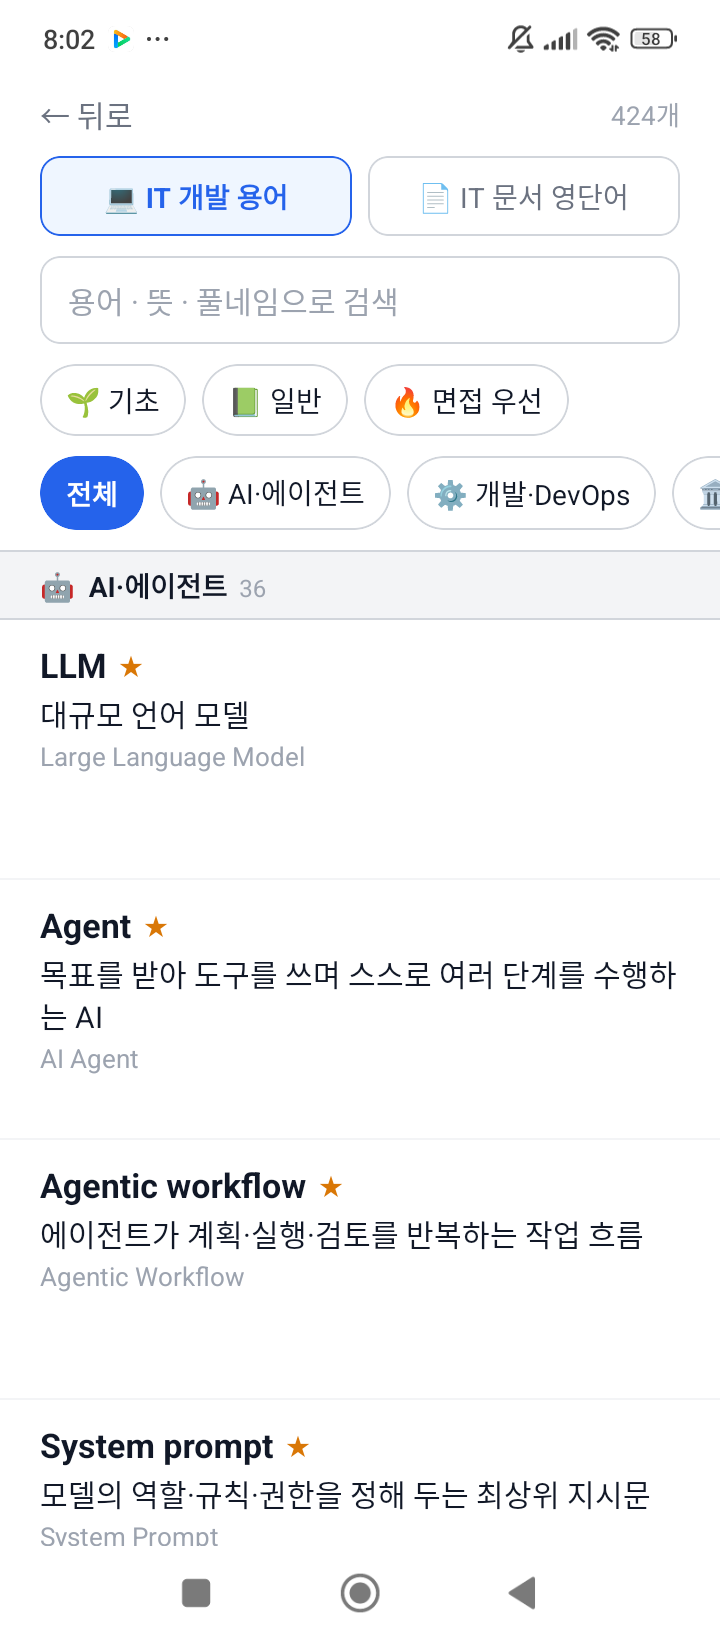 8:02
58
← 뒤로
424개
IT 개발 용어
IT 문서 영단어
용어 · 뜻 · 풀네임으로 검색
기초
일반
면접 우선
전체
AI·에이전트
개발·DevOps
AI·에이전트 36
LLM ★
대규모 언어 모델
Large Language Model
Agent ★
목표를 받아 도구를 쓰며 스스로 여러 단계를 수행하
는 AI
AI Agent
Agentic workflow ★
에이전트가 계획·실행·검토를 반복하는 작업 흐름
Agentic Workflow
System prompt ★
모델의 역할·규칙·권한을 정해 두는 최상위 지시문
System Prompt